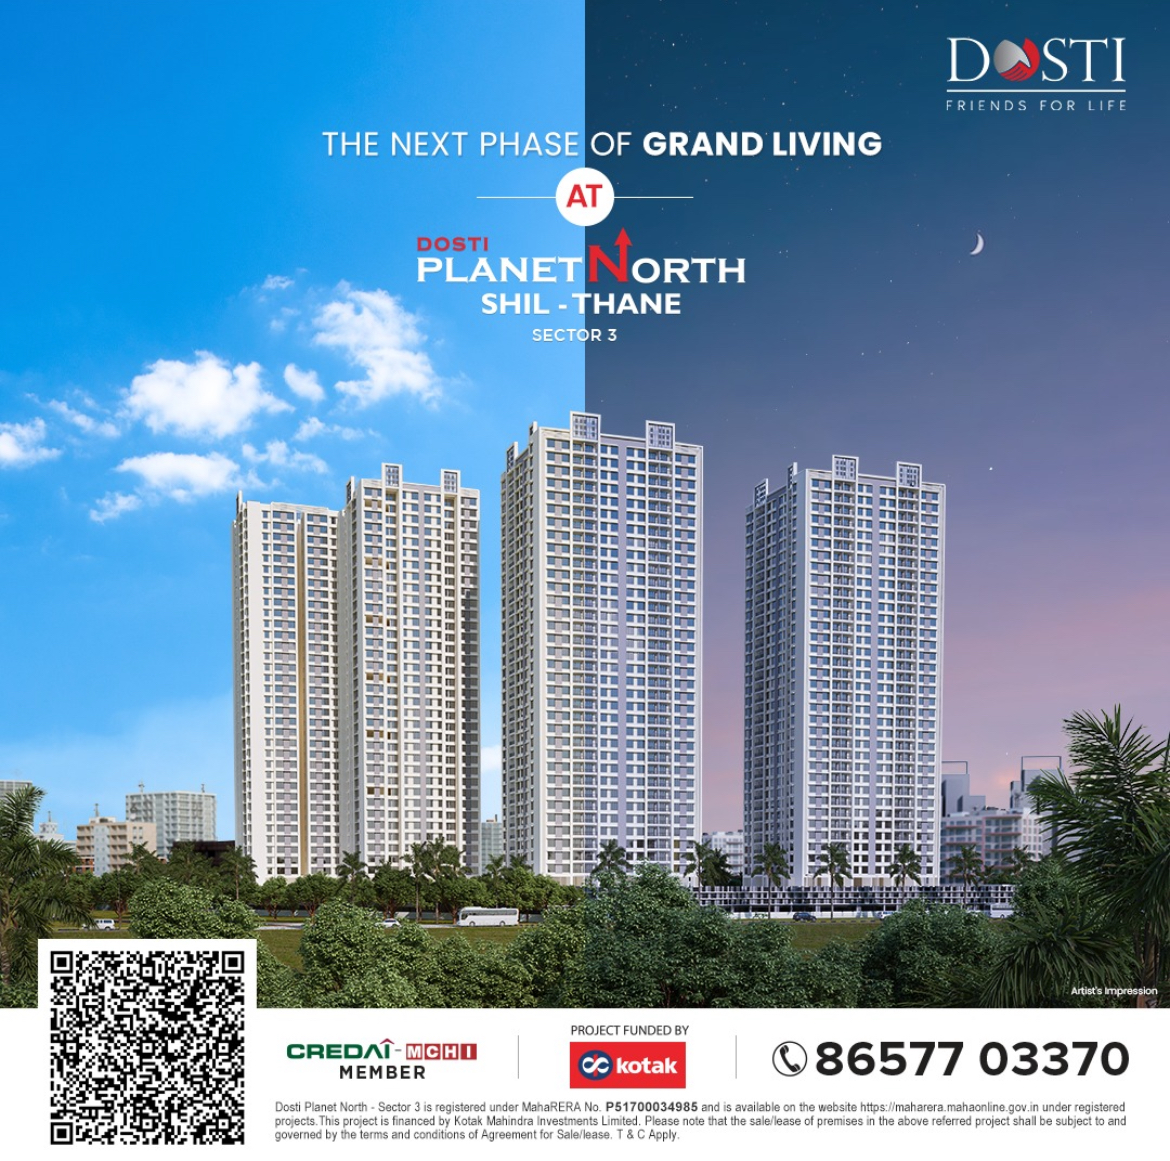 DOSTI
FRIENDS FOR LIFE
THE NEXT PHASE OF GRAND LIVING
AT
DOSTI
PLANET NORTH
SHIL - THANE
SECTOR 3
Artist's Impression
CREDAI - MCHI
MEMBER
PROJECT FUNDED BY
kotak
86577 03370
Dosti Planet North - Sector 3 is registered under MahaRERA No. P51700034985 and is available on the website https://maharera.mahaonline.gov.in under registered
projects.This project is financed by Kotak Mahindra Investments Limited. Please note that the sale/lease of premises in the above referred project shall be subject to and
governed by the terms and conditions of Agreement for Sale/lease. T & C Apply.